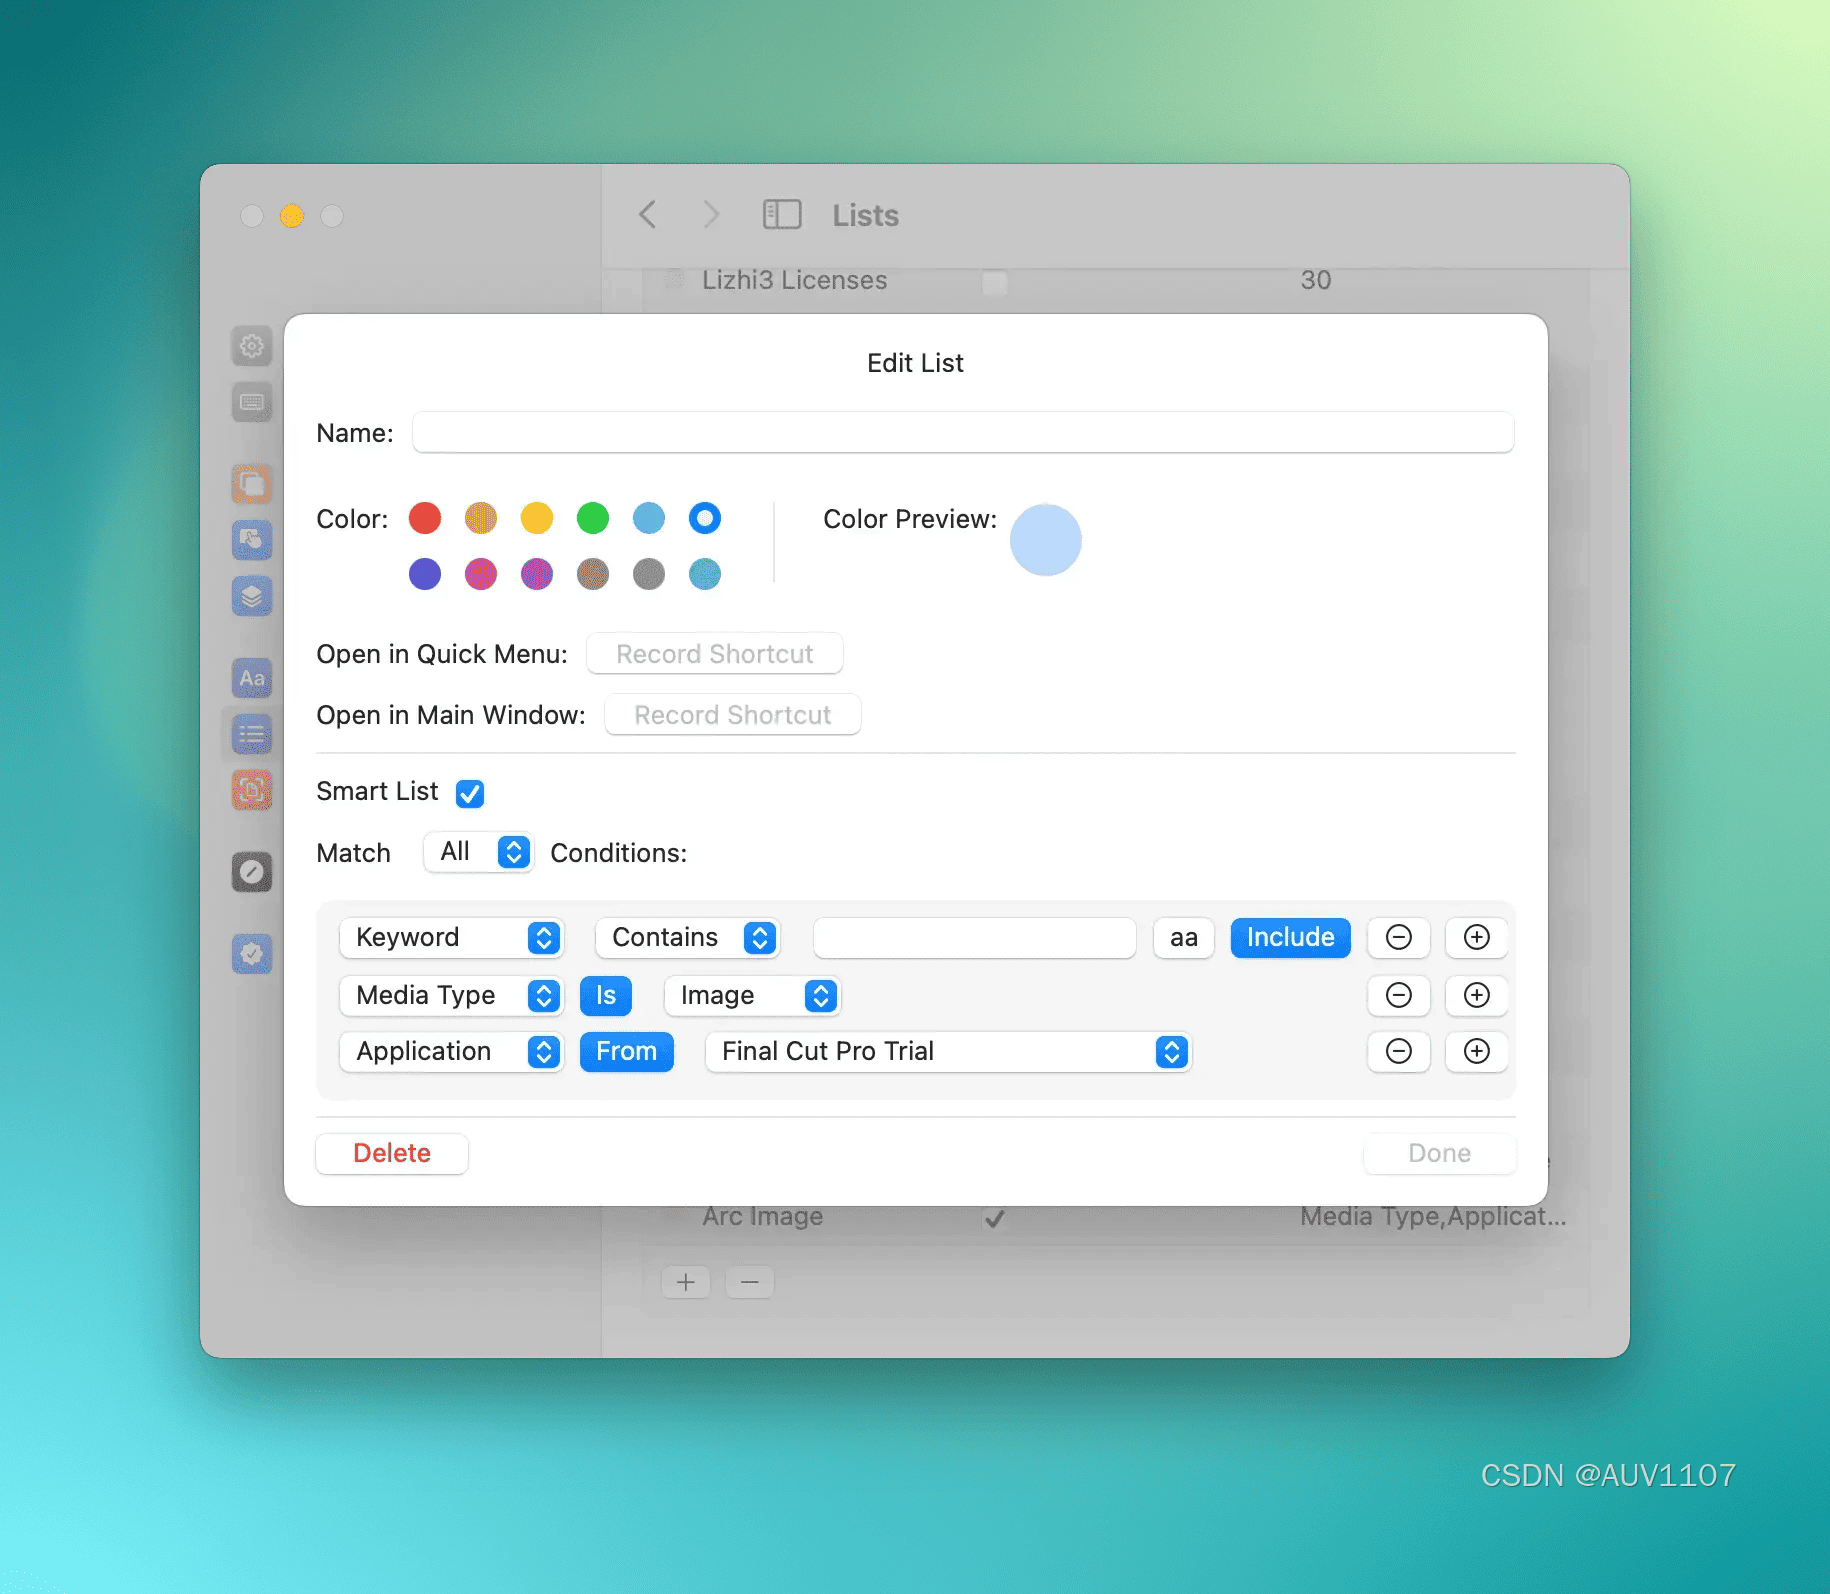 Lists
Lizhi3 Licenses 30
Edit List
Name:
Color: Color Preview:
Open in Quick Menu: Record Shortcut
Open in Main Window: Record Shortcut
Smart List
Match All Conditions:
Keyword Contains aa Include
Media Type Is Image
Aa
Application From Final Cut Pro Trial
Delete Done
Arc Image Media Type,Applicat...
CSDN @AUV1107